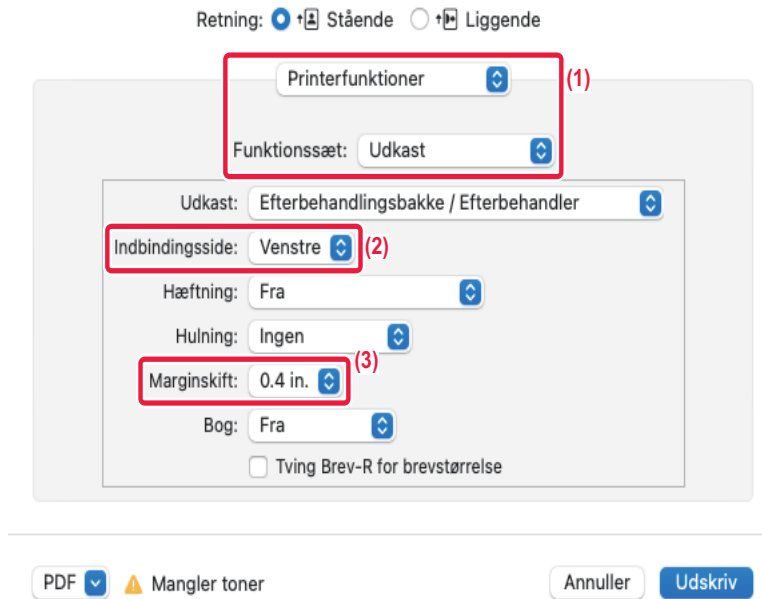 Retning: Stående Liggende
Printerfunktioner (1)
Funktionssæt: Udkast
Udkast: Efterbehandlingsbakke / Efterbehandler
Indbindingsside: Venstre (2)
Hæftning: Fra
Hulning: Ingen
(3)
Marginskift: 0.4 in.
Bog: Fra
Tving Brev-R for brevstørrelse
PDF Mangler toner Annuller Udskriv